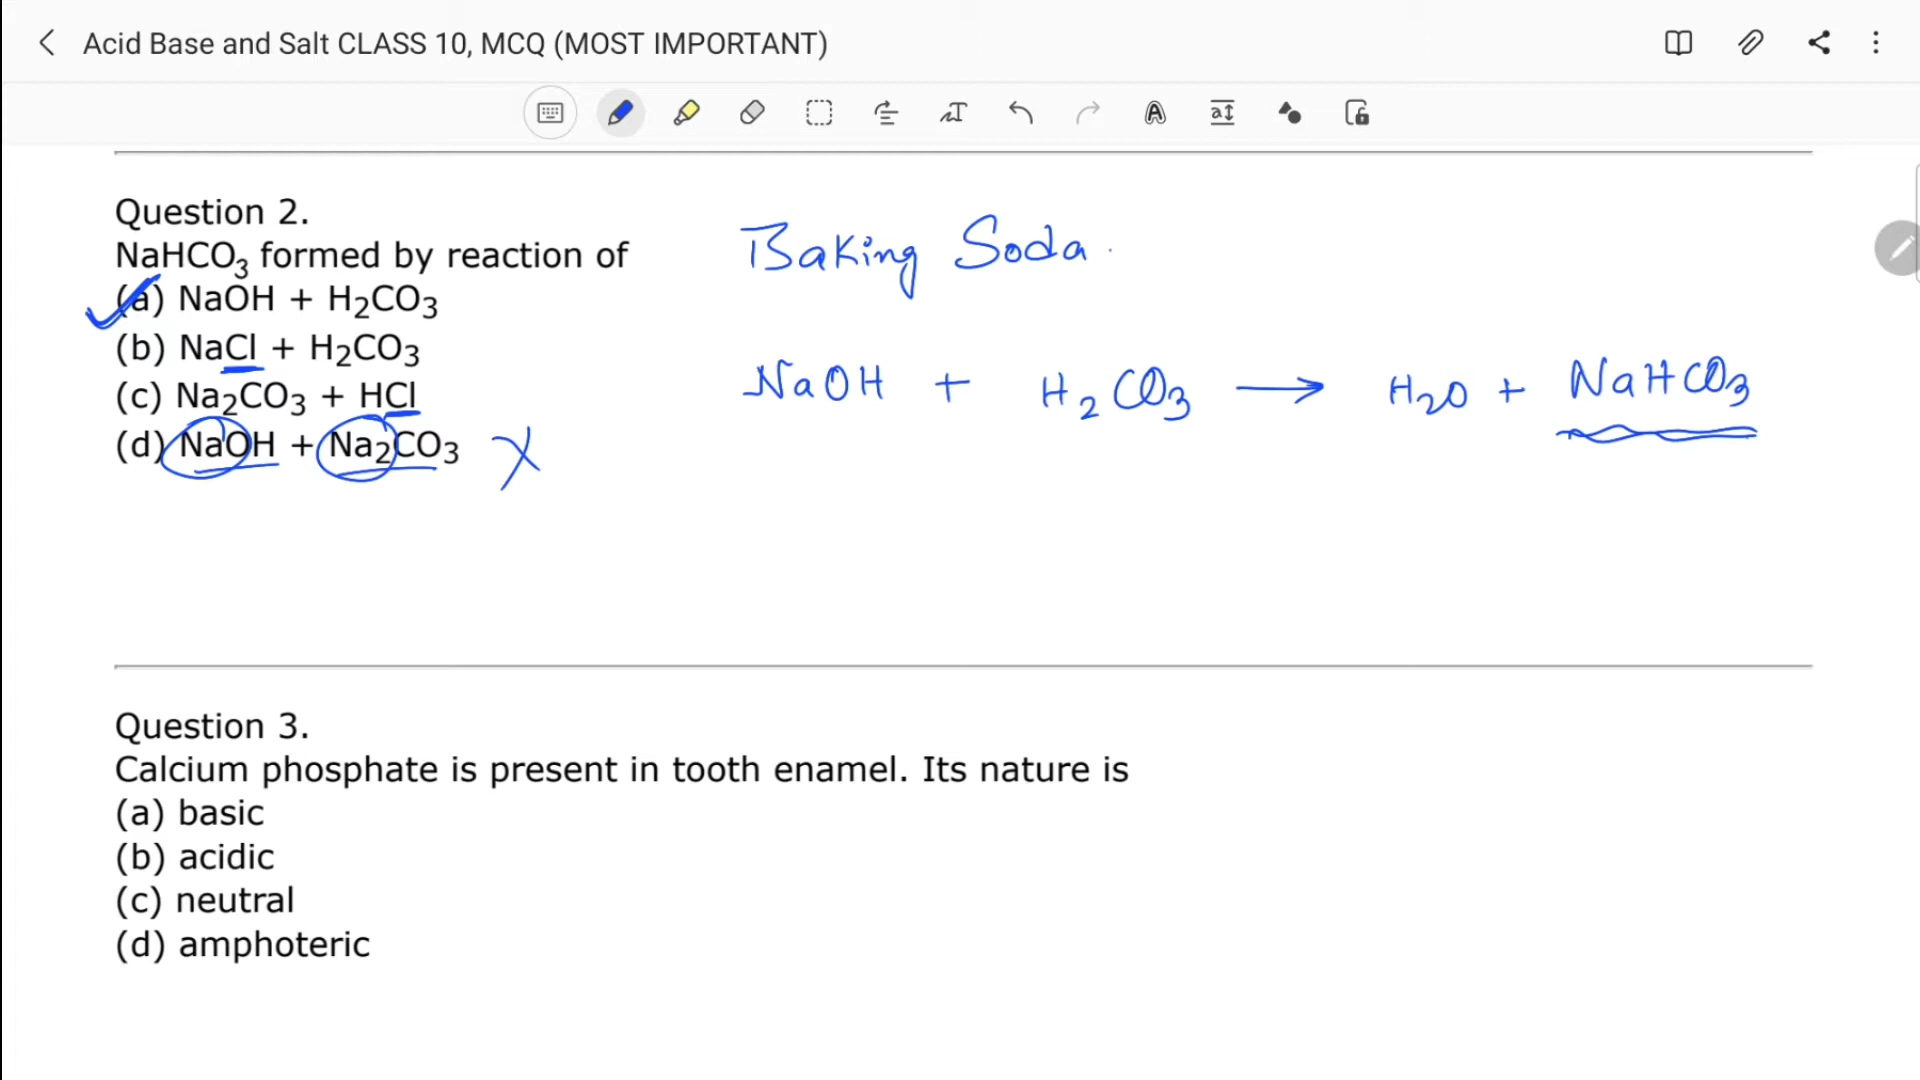 Acid Base and Salt CLASS 10, MCQ (MOST IMPORTANT)
Question 2.
NaHCO₃ formed by reaction of
(a) NaOH + H₂CO₃
(b) NaCl + H₂CO₃
(c) Na₂CO₃ + HCl
(d) NaOH + Na₂CO₃
Baking Soda
NaOH + H₂CO₃ → H₂O + NaHCO₃
Question 3.
Calcium phosphate is present in tooth enamel. Its nature is
(a) basic
(b) acidic
(c) neutral
(d) amphoteric